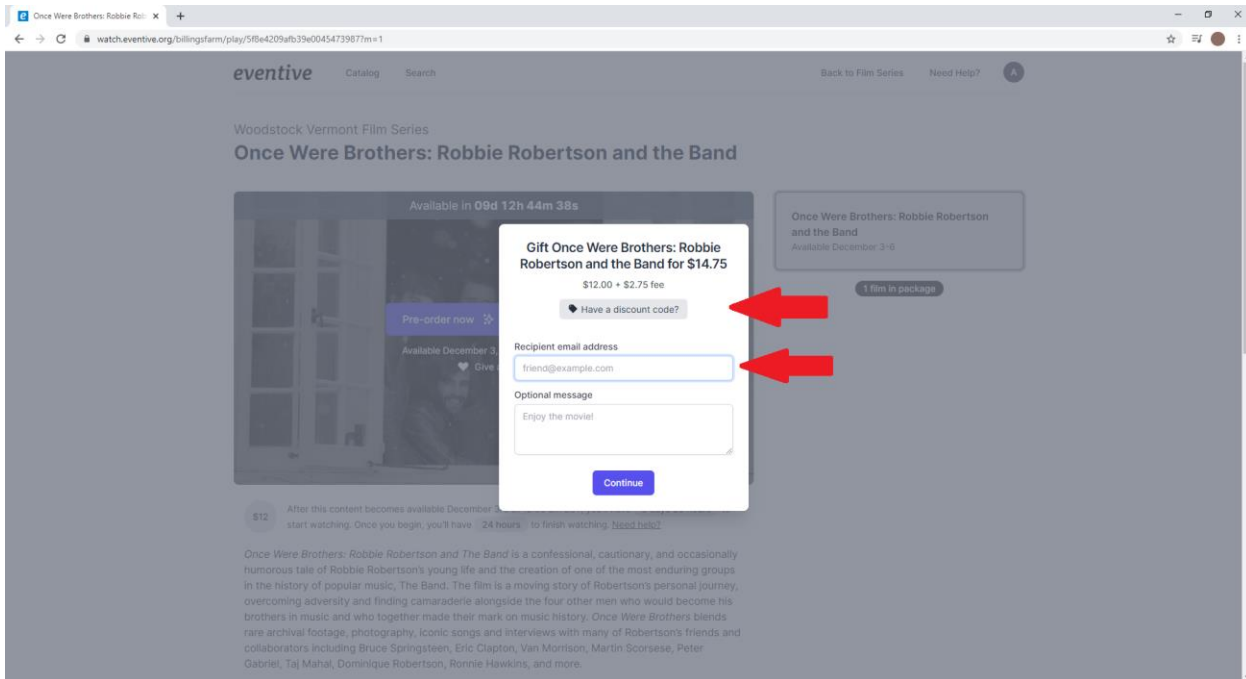 Once Were Brothers: Robbie Rob
watch.eventive.org/billingsfarm/play/5f8e4209afb39e0045473987?m=1
eventive Catalog Search Back to Film Series Need Help? A
Woodstock Vermont Film Series
Once Were Brothers: Robbie Robertson and the Band
Available in 09d 12h 44m 38s
Once Were Brothers: Robbie Robertson
and the Band
Available December 3-6
1 film in package
Pre-order now
Available December 3,
Give
Gift Once Were Brothers: Robbie
Robertson and the Band for $14.75
$12.00 + $2.75 fee
Have a discount code?
Recipient email address
friend@example.com
Optional message
Enjoy the movie!
Continue
$12
After this content becomes available December
start watching. Once you begin, you'll have 24 hours to finish watching. Need help?
Once Were Brothers: Robbie Robertson and The Band is a confessional, cautionary, and occasionally
humorous tale of Robbie Robertson's young life and the creation of one of the most enduring groups
in the history of popular music, The Band. The film is a moving story of Robertson's personal journey,
overcoming adversity and finding camaraderie alongside the four other men who would become his
brothers in music and who together made their mark on music history. Once Were Brothers blends
rare archival footage, photography, iconic songs and interviews with many of Robertson's friends and
collaborators including Bruce Springsteen, Eric Clapton, Van Morrison, Martin Scorsese, Peter
Gabriel, Taj Mahal, Dominique Robertson, Ronnie Hawkins, and more.